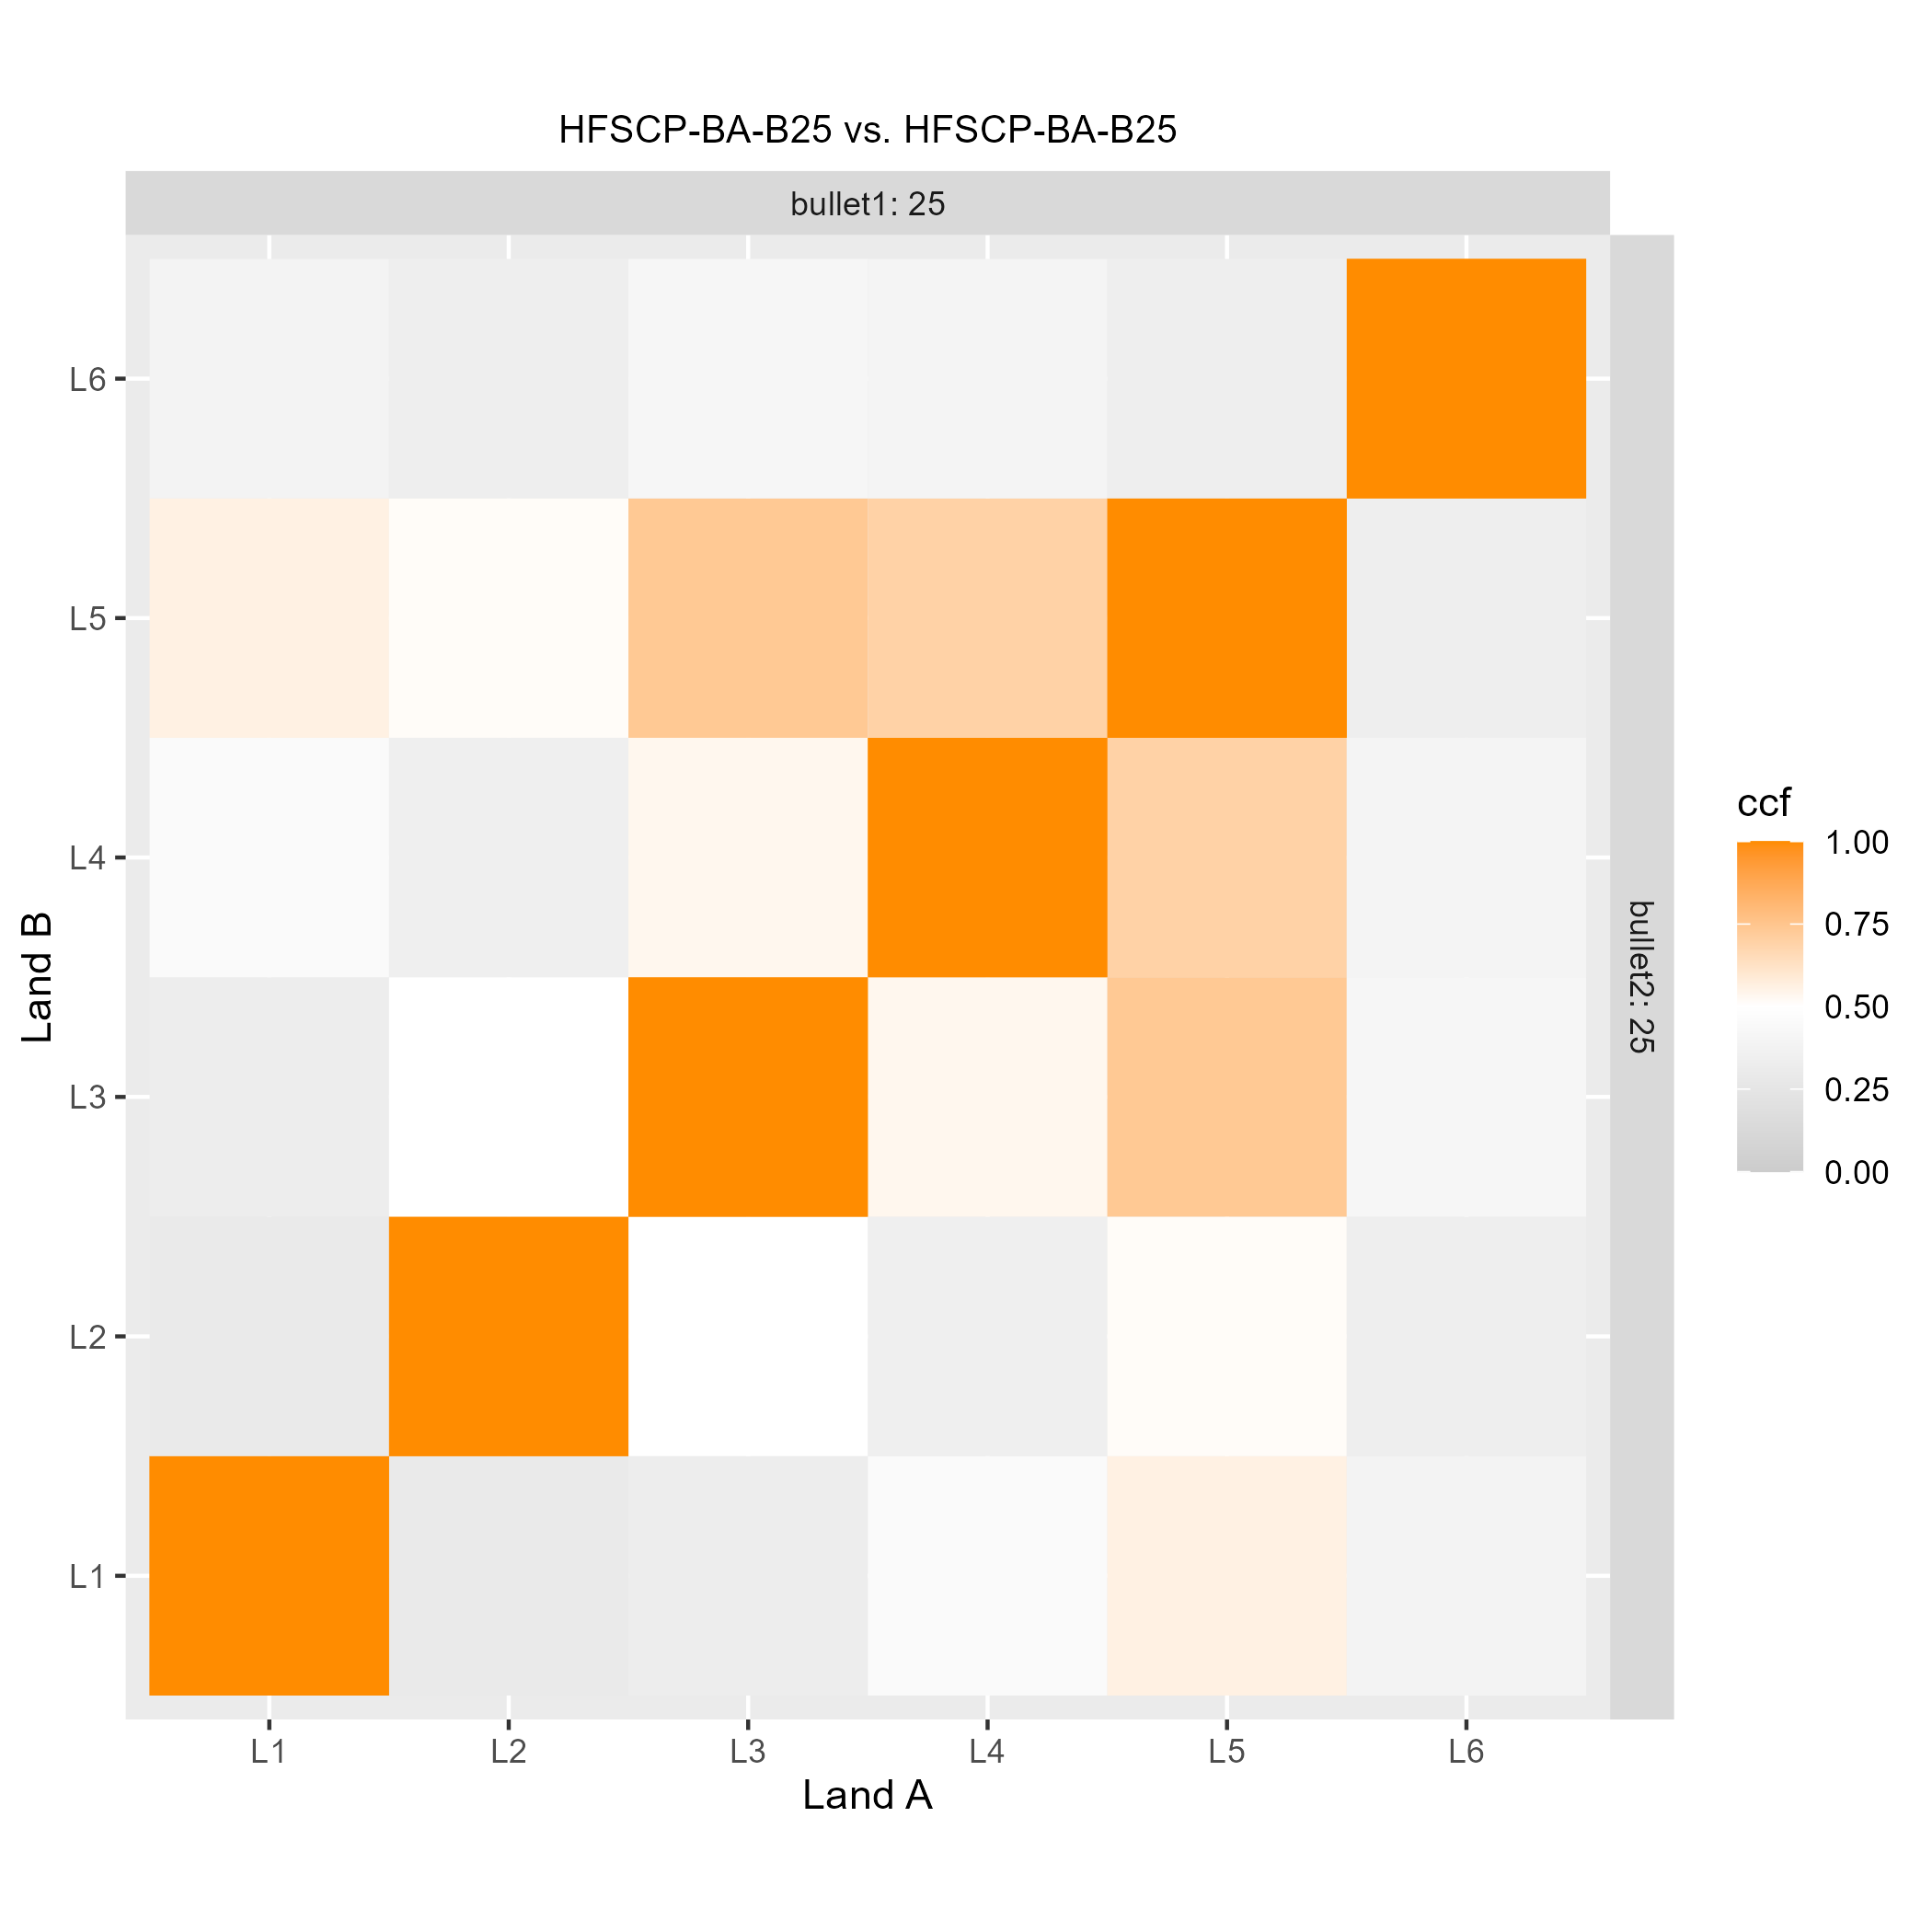 HFSCP-BA-B25 vs. HFSCP-BA-B25
bullet1: 25
L6
L5
L4
L3
L2
L1
Land B
bullet2: 25
L1
L2
L3
L4
L5
L6
Land A
ccf
1.00
0.75
0.50
0.25
0.00